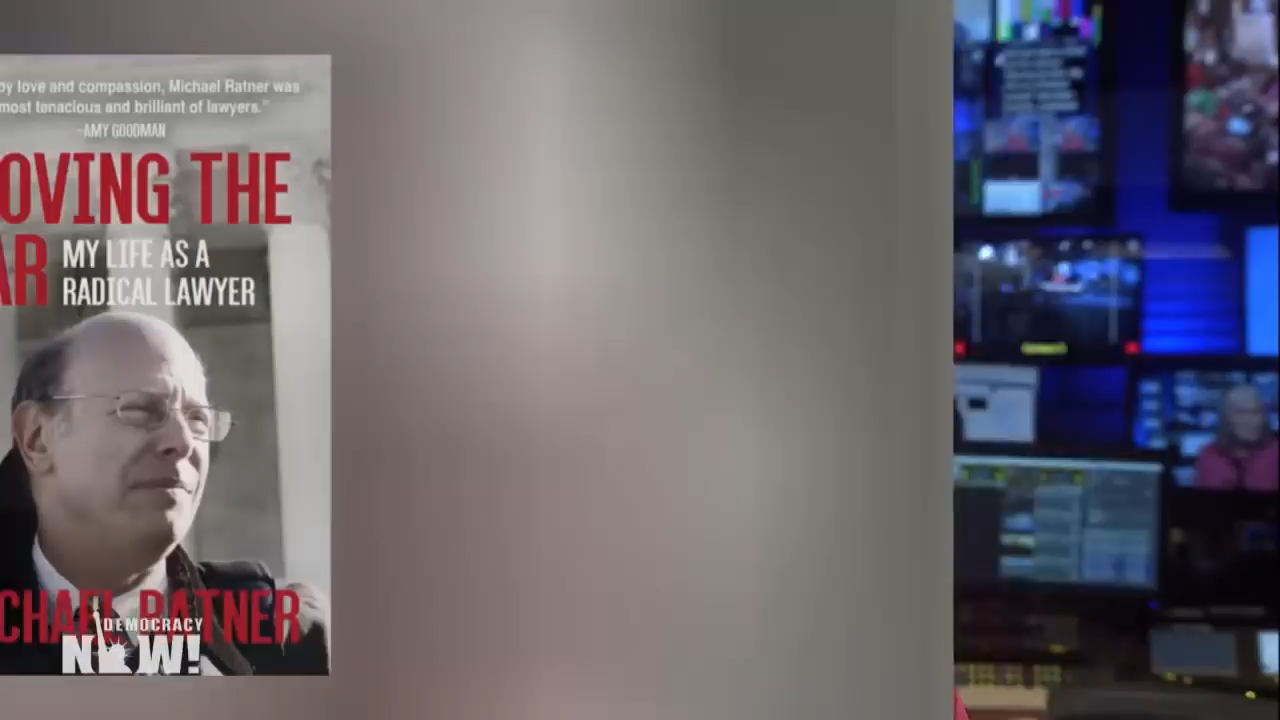 by love and compassion, Michael Ratner was
most tenacious and brilliant of lawyers."
–AMY GOODMAN
OVING THE
AR MY LIFE AS A
RADICAL LAWYER
CHAEL RATNER
DEMOCRACY
NOW!